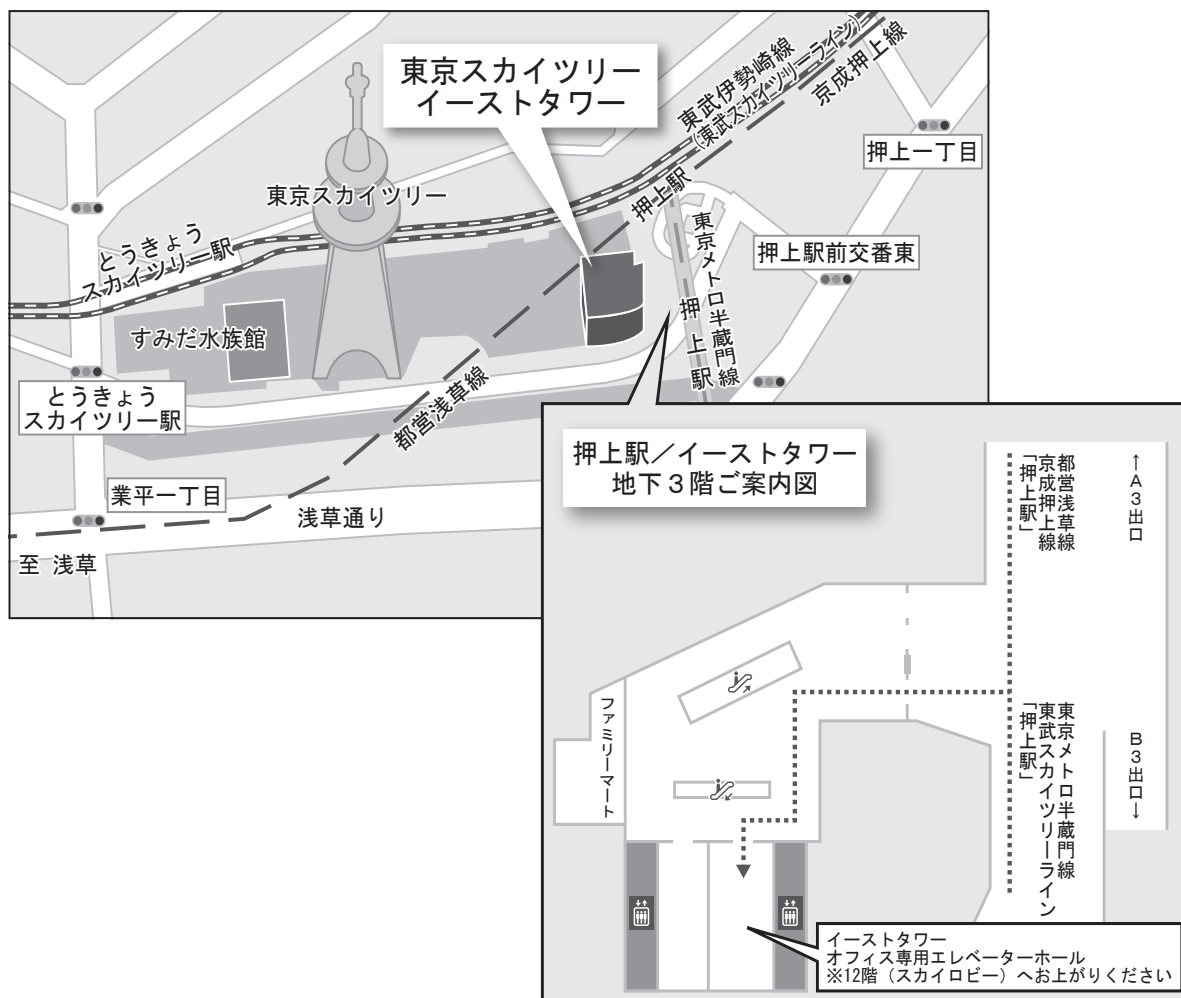 東京スカイツリー
イーストタワー
東武伊勢崎線
（東武スカイツリーライン）
京成押上線
押上一丁目
東京スカイツリー
押上駅
とうきょう
スカイツリー駅
東京メトロ半蔵門線
押上駅
押上駅前交番東
すみだ水族館
とうきょう
スカイツリー駅
都営浅草線
業平一丁目
浅草通り
至 浅草
押上駅／イーストタワー
地下３階ご案内図
都営浅草線
京成押上線
「押上駅」
↑A3出口
ファミリーマート
東京メトロ半蔵門線
東武スカイツリーライン
「押上駅」
B3出口↓
イーストタワー
オフィス専用エレベーターホール
※12階（スカイロビー）へお上がりください